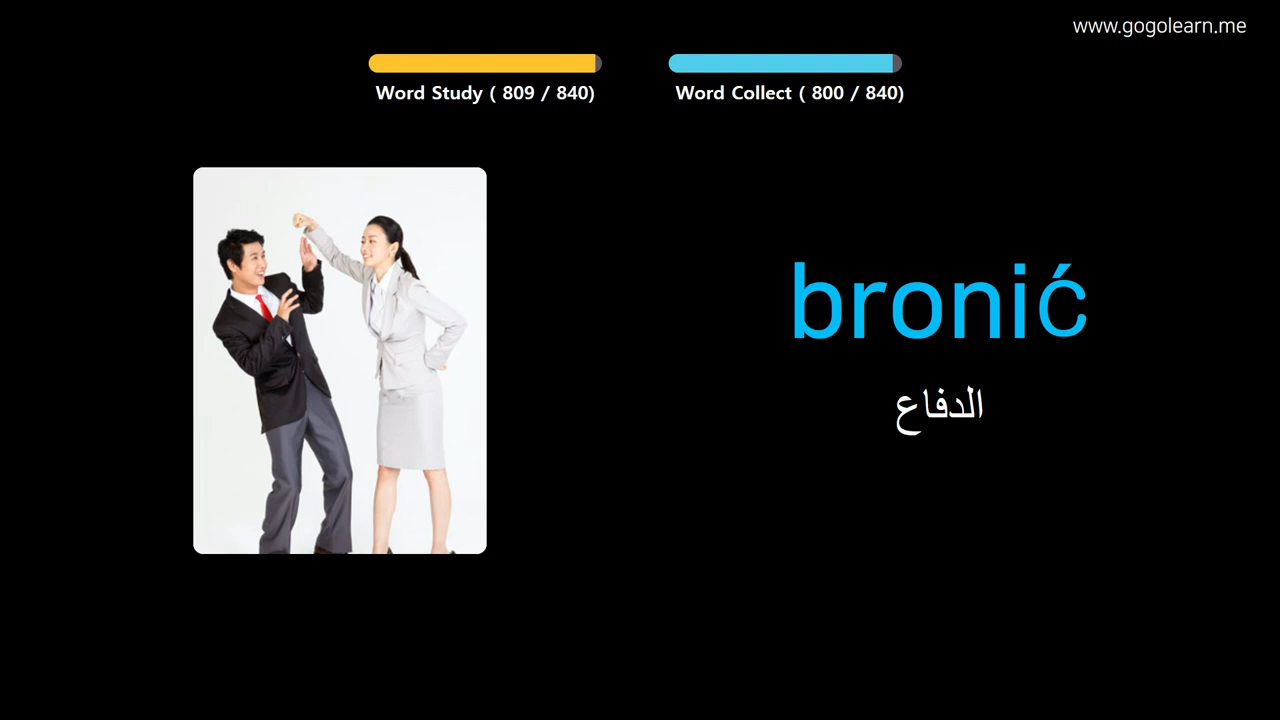 www.gogolearn.me
Word Study ( 809 / 840)
Word Collect ( 800 / 840)
bronić
الدفاع